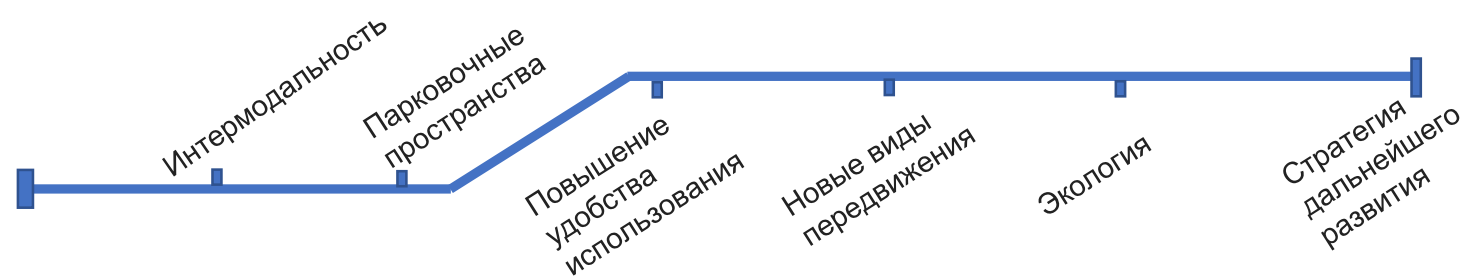 Интермодальность
Парковочные
пространства
Повышение
удобства
использования
Новые виды
передвижения
Экология
Стратегия
дальнейшего
развития